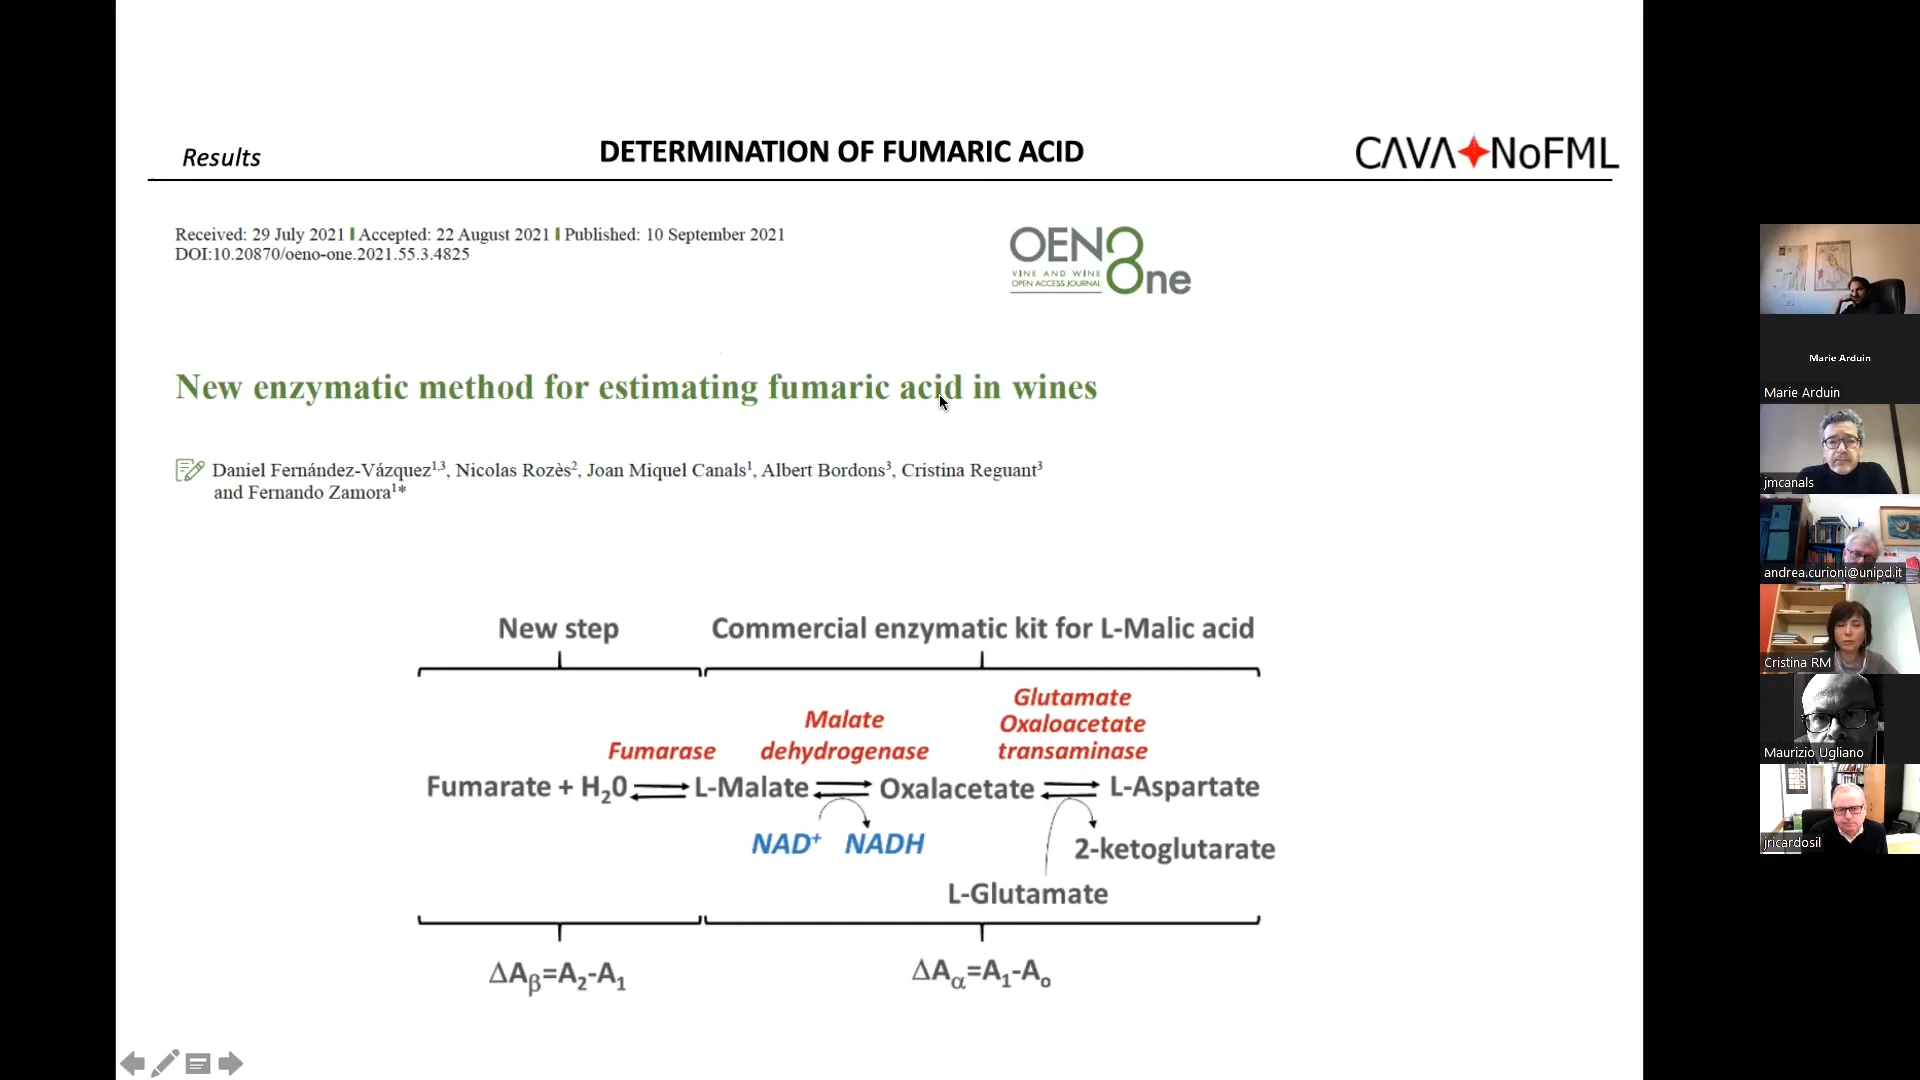 Results
DETERMINATION OF FUMARIC ACID
CΛVΛ NoFML
Received: 29 July 2021 Accepted: 22 August 2021 Published: 10 September 2021
DOI:10.20870/oeno-one.2021.55.3.4825
OENO One
VINE AND WINE
OPEN ACCESS JOURNAL
New enzymatic method for estimating fumaric acid in wines
Daniel Fernández-Vázquez1,3, Nicolas Rozès2, Joan Miquel Canals1, Albert Bordons3, Cristina Reguant3
and Fernando Zamora1*
New step
Commercial enzymatic kit for L-Malic acid
Fumarase
Malate
dehydrogenase
Glutamate
Oxaloacetate
transaminase
Fumarate + H20
L-Malate
Oxalacetate
L-Aspartate
NAD+ NADH
2-ketoglutarate
L-Glutamate
ΔAβ=A2-A1
ΔAα=A1-Ao
Marie Arduin
Marie Arduin
jmcanals
andrea.curioni@unipd.it
Cristina RM
Maurizio Ugliano
jricardosil